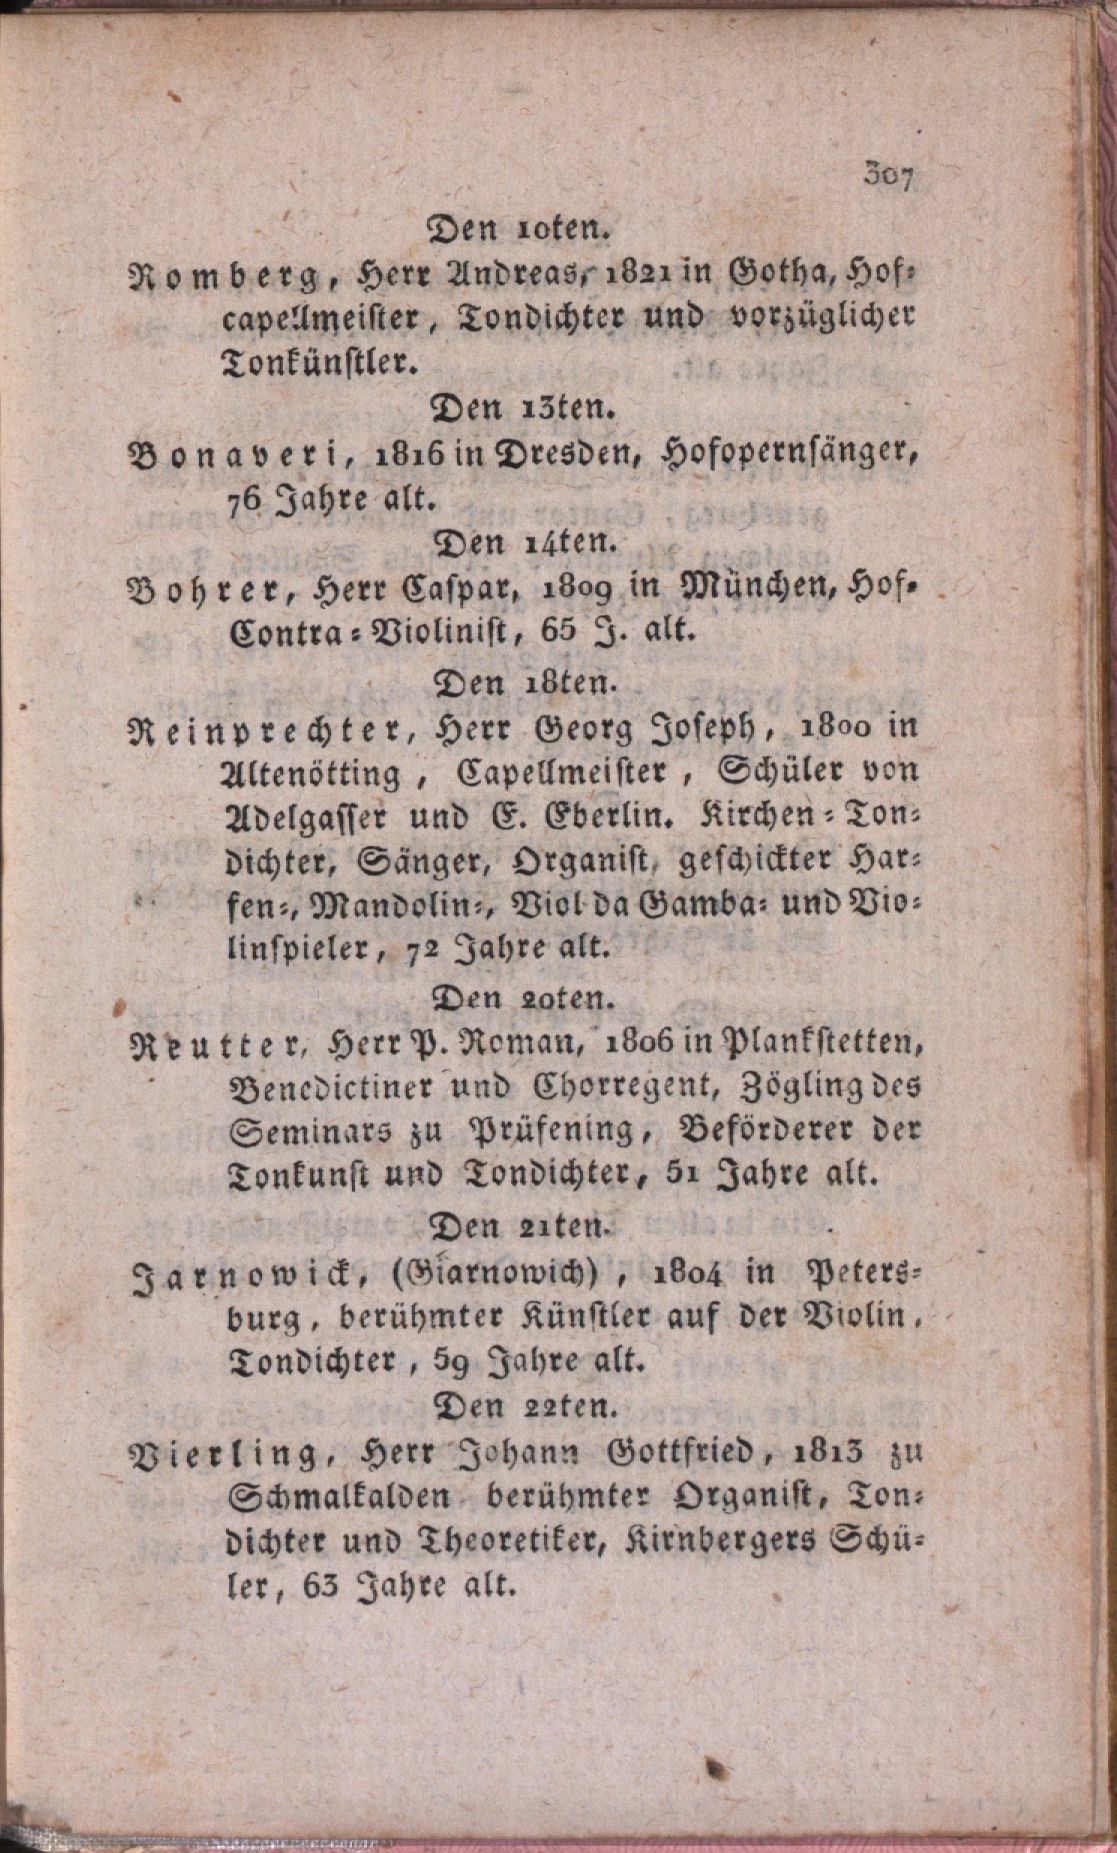 307
Den 10ten.
Romberg, Herr Andreas, 1821 in Gotha, Hof⸗
capellmeister, Tondichter und vorzüglicher
Tonkünstler.
Den 13ten.
Bonaveri, 1816 in Dresden, Hofopernsänger,
76 Jahre alt.
Den 14ten.
Bohrer, Herr Caspar, 1809 in München, Hof⸗
Contra⸗Violinist, 65 J. alt.
Den 18ten.
Reinprechter, Herr Georg Joseph, 1800 in
Altenötting, Capellmeister, Schüler von
Adelgasser und E. Eberlin. Kirchen⸗Ton⸗
dichter, Sänger, Organist, geschickter Har⸗
fen⸗, Mandolin⸗, Viol da Gamba⸗ und Vio⸗
linspieler, 72 Jahre alt.
Den 20ten.
Reutter, Herr P. Roman, 1806 in Plankstetten,
Benedictiner und Chorregent, Zögling des
Seminars zu Prüfening, Beförderer der
Tonkunst und Tondichter, 51 Jahre alt.
Den 21ten.
Jarnowick, (Giarnowich), 1804 in Peters⸗
burg, berühmter Künstler auf der Violin,
Tondichter, 59 Jahre alt.
Den 22ten.
Vierling, Herr Johann Gottfried, 1813 zu
Schmalkalden berühmter Organist, Ton⸗
dichter und Theoretiker, Kirnbergers Schü⸗
ler, 63 Jahre alt.